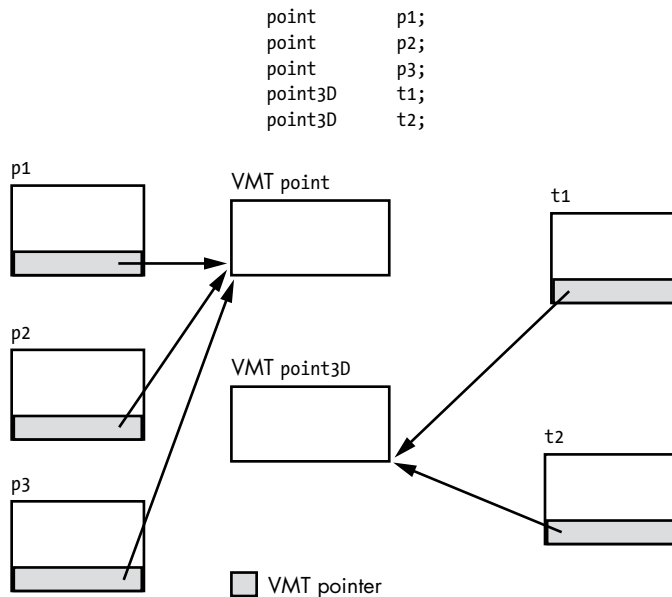 point p1;
point p2;
point p3;
point3D t1;
point3D t2;
p1
VMT point
t1
p2
VMT point3D
t2
p3
VMT pointer